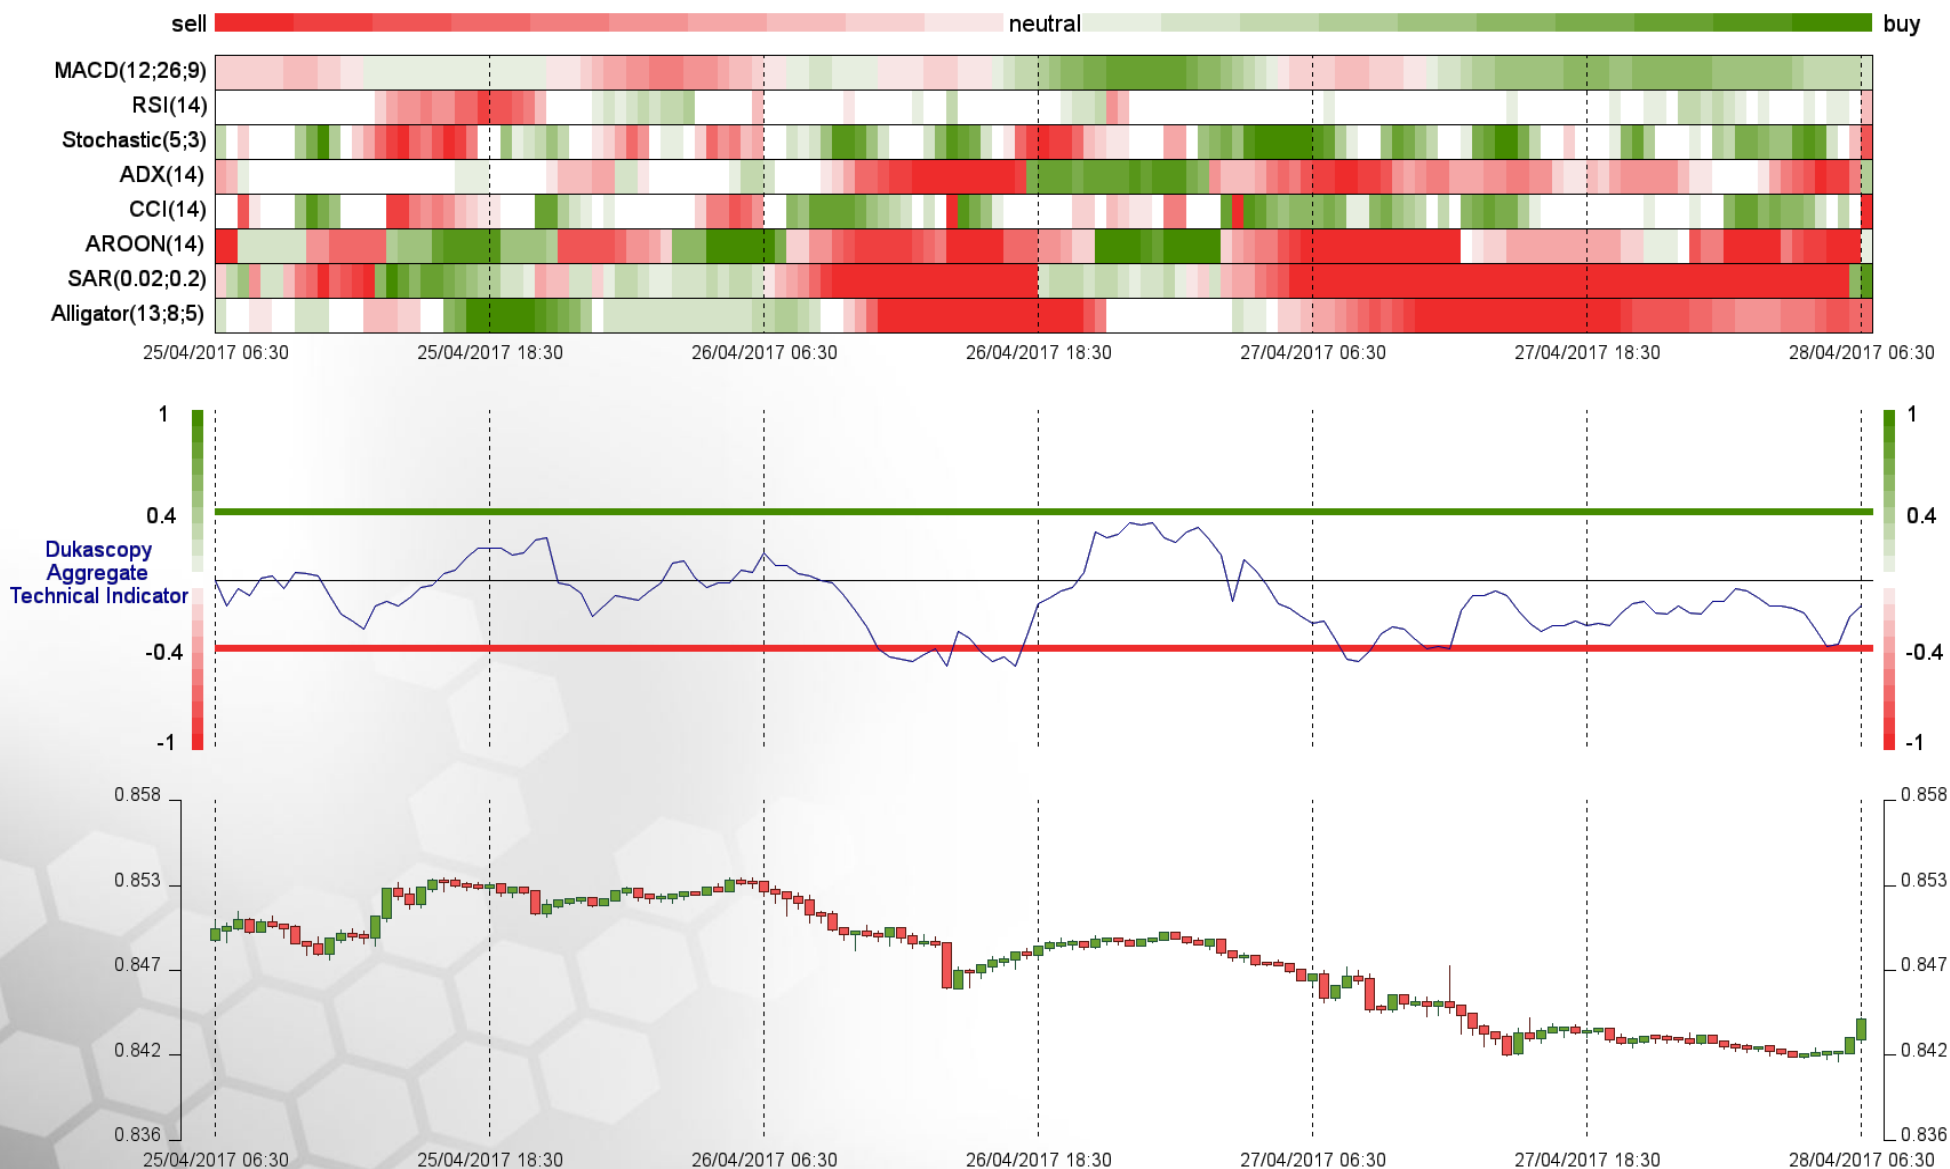 sell neutral buy
MACD(12;26;9)
RSI(14)
Stochastic(5;3)
ADX(14)
CCI(14)
AROON(14)
SAR(0.02;0.2)
Alligator(13;8;5)
25/04/2017 06:30 25/04/2017 18:30 26/04/2017 06:30 26/04/2017 18:30 27/04/2017 06:30 27/04/2017 18:30 28/04/2017 06:30
1 1
0.4 0.4
Dukascopy
Aggregate
Technical Indicator
-0.4 -0.4
-1 -1
0.858 0.858
0.853 0.853
0.847 0.847
0.842 0.842
0.836 0.836
25/04/2017 06:30 25/04/2017 18:30 26/04/2017 06:30 26/04/2017 18:30 27/04/2017 06:30 27/04/2017 18:30 28/04/2017 06:30